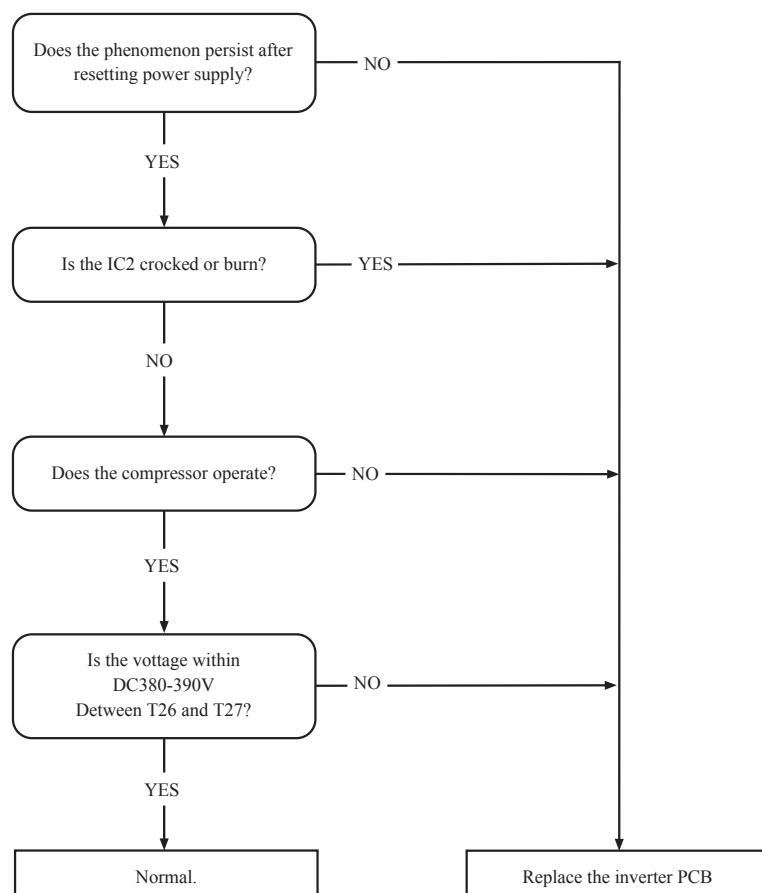 Does the phenomenon persist after
resetting power supply?
NO
YES
Is the IC2 crocked or burn?
YES
NO
Does the compressor operate?
NO
YES
Is the vottage within
DC380-390V
Detween T26 and T27?
NO
YES
Normal.
Replace the inverter PCB